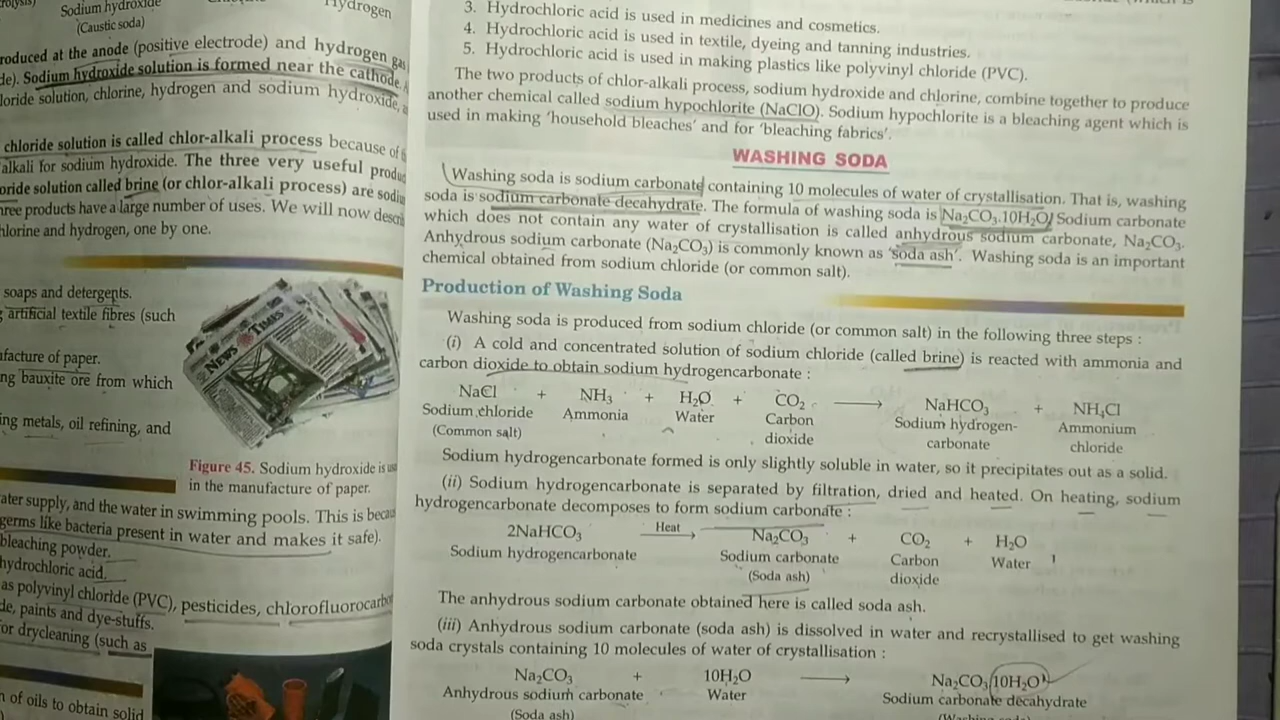 Sodium hydroxide
Hydrogen
(Caustic soda)
roduced at the anode (positive electrode) and hydrogen gas
de). Sodium hydroxide solution is formed near the cathode.
loride solution, chlorine, hydrogen and sodium hydroxide,
chloride solution is called chlor-alkali process because of
alkali for sodium hydroxide. The three very useful produ
oride solution called brine (or chlor-alkali process) are sodiu
ree products have a large number of uses. We will now descri
hlorine and hydrogen, one by one.
soaps and detergents.
artificial textile fibres (such
ufacture of paper.
ng bauxite ore from which
ing metals, oil refining, and
NEWS TIMES
Figure 45. Sodium hydroxide is
in the manufacture of paper.
ater supply, and the water in swimming pools. This is becau
germs like bacteria present in water and makes it safe).
bleaching powder.
hydrochloric acid.
as polyvinyl chloride (PVC), pesticides, chlorofluorocarbo
de, paints and dye-stuffs.
or drycleaning (such as
n of oils to obtain solid
3. Hydrochloric acid is used in medicines and cosmetics.
4. Hydrochloric acid is used in textile, dyeing and tanning industries.
5. Hydrochloric acid is used in making plastics like polyvinyl chloride (PVC).
The two products of chlor-alkali process, sodium hydroxide and chlorine, combine together to produce
another chemical called sodium hypochlorite (NaClO). Sodium hypochlorite is a bleaching agent which is
used in making ‘household bleaches’ and for ‘bleaching fabrics’.
WASHING SODA
Washing soda is sodium carbonate containing 10 molecules of water of crystallisation. That is, washing
soda is sodium carbonate decahydrate. The formula of washing soda is Na₂CO₃.10H₂O. Sodium carbonate
which does not contain any water of crystallisation is called anhydrous sodium carbonate, Na₂CO₃.
Anhydrous sodium carbonate (Na₂CO₃) is commonly known as ‘soda ash’. Washing soda is an important
chemical obtained from sodium chloride (or common salt).
Production of Washing Soda
Washing soda is produced from sodium chloride (or common salt) in the following three steps :
(i) A cold and concentrated solution of sodium chloride (called brine) is reacted with ammonia and
carbon dioxide to obtain sodium hydrogencarbonate :
NaCl + NH₃ + H₂O + CO₂ ⟶ NaHCO₃ + NH₄Cl
Sodium chloride Ammonia Water Carbon Sodium hydrogen- Ammonium
(Common salt) dioxide carbonate chloride
Sodium hydrogencarbonate formed is only slightly soluble in water, so it precipitates out as a solid.
(ii) Sodium hydrogencarbonate is separated by filtration, dried and heated. On heating, sodium
hydrogencarbonate decomposes to form sodium carbonate :
2NaHCO₃ Heat ⟶ Na₂CO₃ + CO₂ + H₂O
Sodium hydrogencarbonate Sodium carbonate Carbon Water
(Soda ash) dioxide
The anhydrous sodium carbonate obtained here is called soda ash.
(iii) Anhydrous sodium carbonate (soda ash) is dissolved in water and recrystallised to get washing
soda crystals containing 10 molecules of water of crystallisation :
Na₂CO₃ + 10H₂O ⟶ Na₂CO₃.10H₂O
Anhydrous sodium carbonate Water Sodium carbonate decahydrate
(Soda ash)